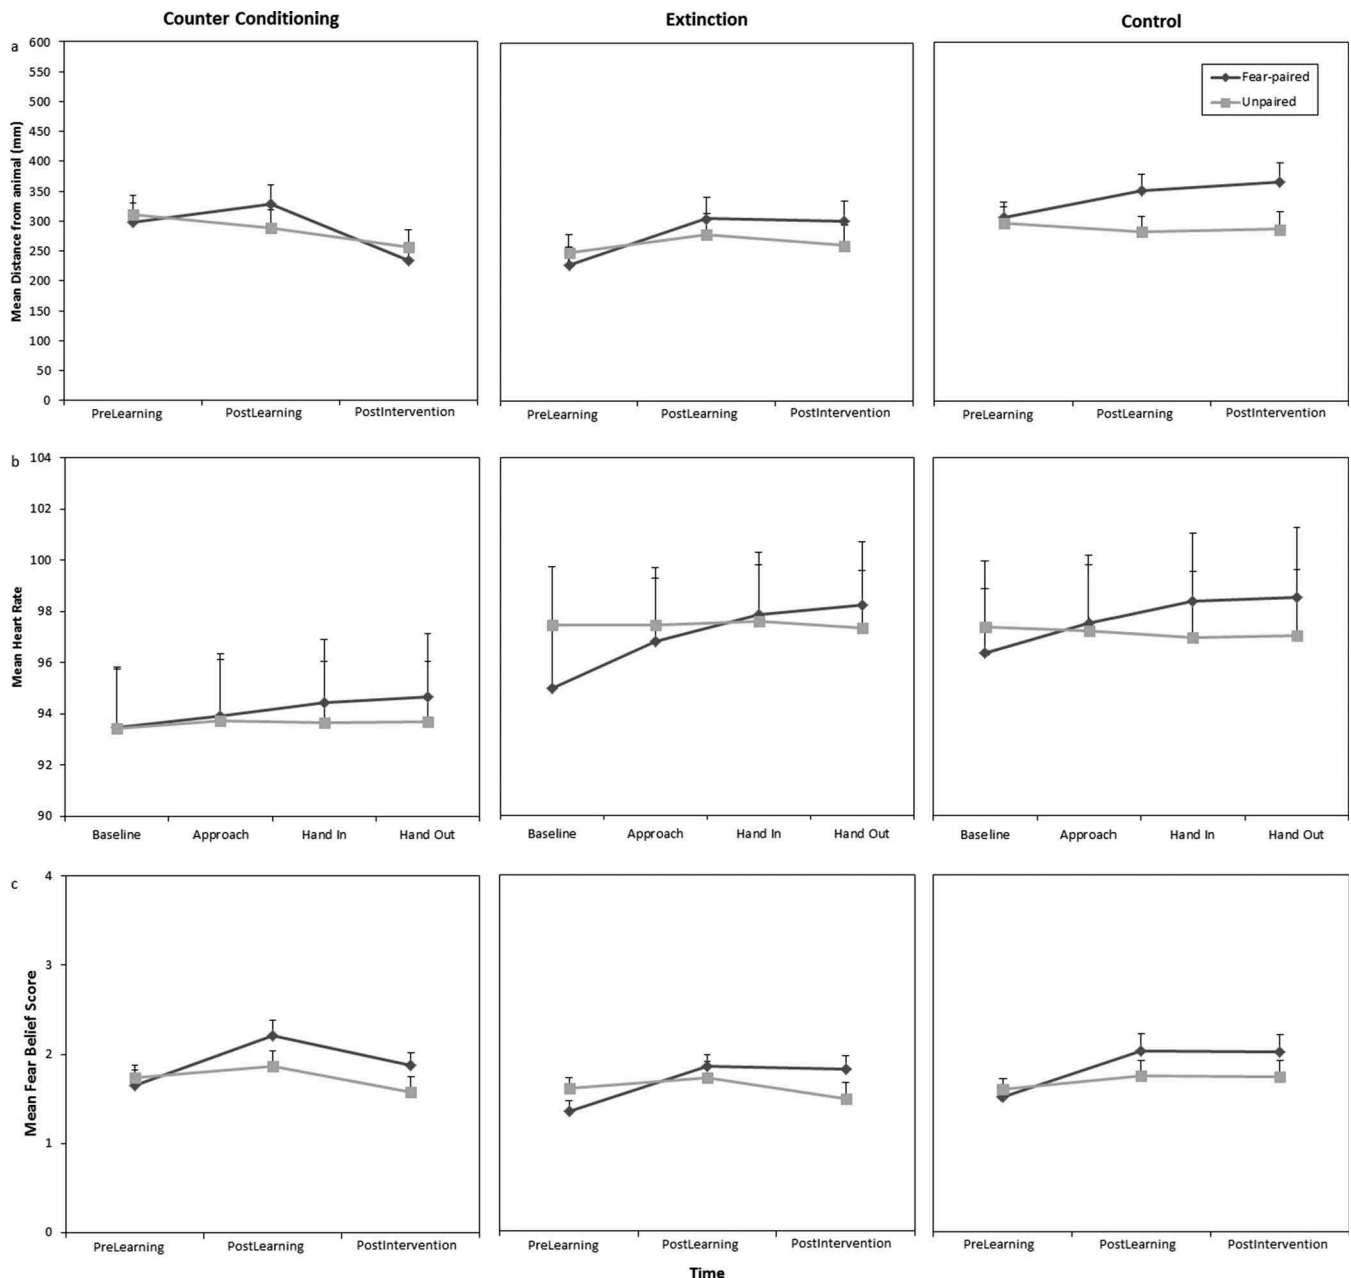 Counter Conditioning
Extinction
Control
a
Mean Distance from animal (mm)
600
550
500
450
400
350
300
250
200
150
100
50
0
Fear-paired
Unpaired
PreLearning PostLearning PostIntervention
PreLearning PostLearning PostIntervention
PreLearning PostLearning PostIntervention
b
Mean Heart Rate
104
102
100
98
96
94
92
90
Baseline Approach Hand In Hand Out
Baseline Approach Hand In Hand Out
Baseline Approach Hand In Hand Out
c
Mean Fear Belief Score
4
3
2
1
0
PreLearning PostLearning PostIntervention
PreLearning PostLearning PostIntervention
PreLearning PostLearning PostIntervention
Time